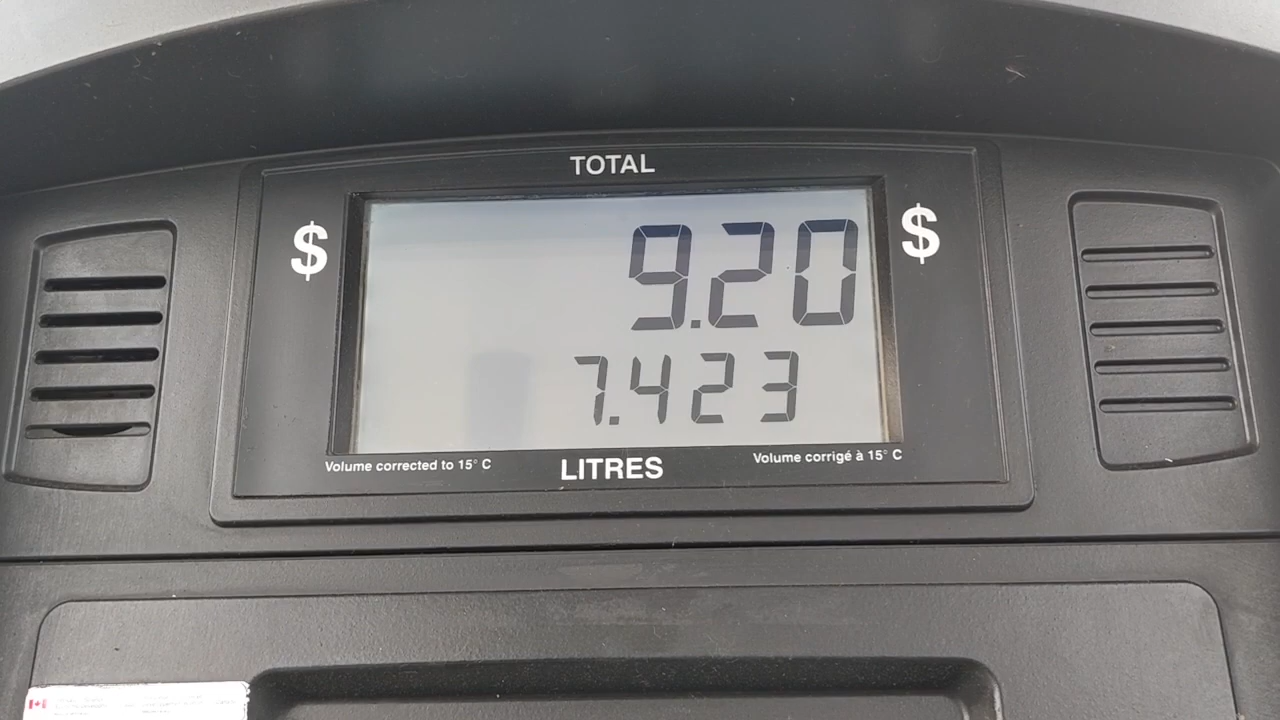 TOTAL
$ 9.20 $
7.423
Volume corrected to 15° C
LITRES
Volume corrigé à 15° C